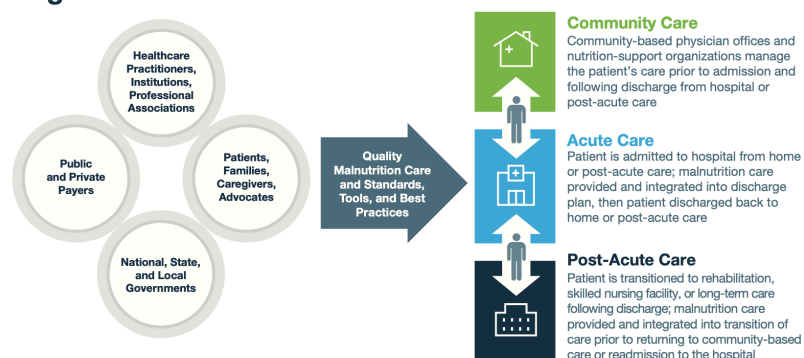 Healthcare
Practitioners,
Institutions,
Professional
Associations
Public
and Private
Payers
Patients,
Families,
Caregivers,
Advocates
National, State,
and Local
Governments
Quality
Malnutrition Care
and Standards,
Tools, and Best
Practices
Community Care
Community-based physician offices and
nutrition-support organizations manage
the patient's care prior to admission and
following discharge from hospital or
post-acute care
Acute Care
Patient is admitted to hospital from home
or post-acute care; malnutrition care
provided and integrated into discharge
plan, then patient discharged back to
home or post-acute care
Post-Acute Care
Patient is transitioned to rehabilitation,
skilled nursing facility, or long-term care
following discharge; malnutrition care
provided and integrated into transition of
care prior to returning to community-based
care or readmission to the hospital